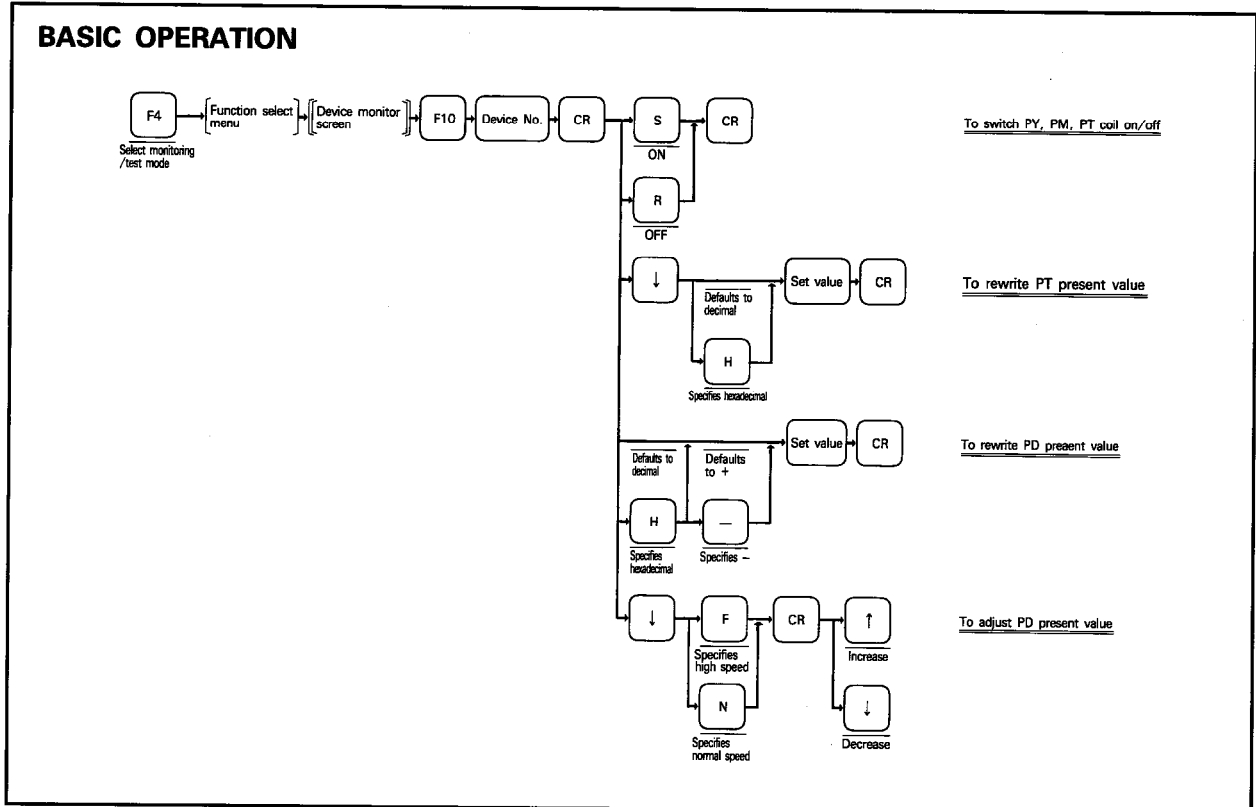 BASIC OPERATION
F4
Select monitoring
/test mode
Function select
menu
Device monitor
screen
F10
Device No.
CR
S
ON
CR
To switch PY, PM, PT coil on/off
R
OFF
↓
Defaults to
decimal
Set value
CR
To rewrite PT present value
H
Specifies hexadecimal
Defaults to
decimal
Defaults
to +
Set value
CR
To rewrite PD preaent value
H
Specifies
hexadecimal
—
Specifies –
↓
F
Specifies
high speed
CR
↑
Increase
To adjust PD present value
N
Specifies
normal speed
↓
Decrease